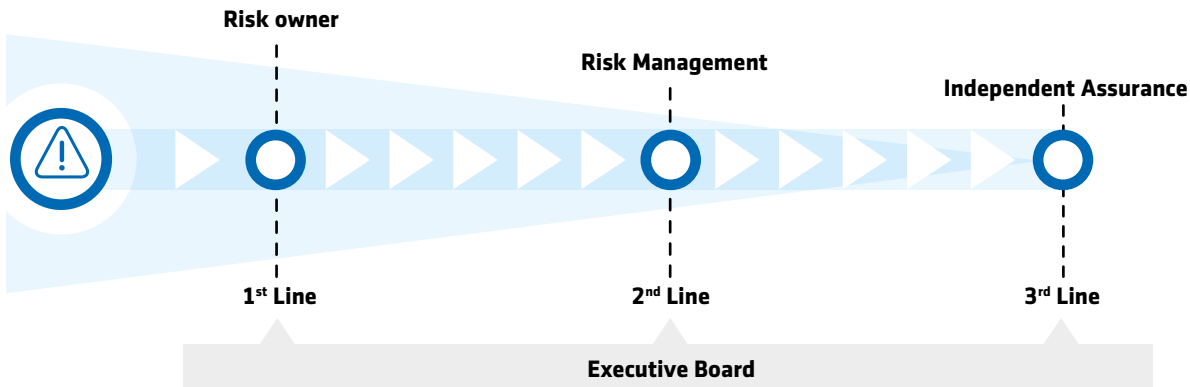 Risk owner
Risk Management
Independent Assurance
1st Line
2nd Line
3rd Line
Executive Board